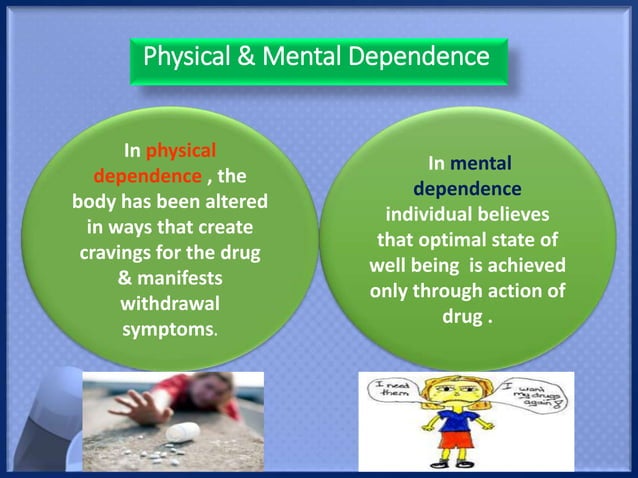 Physical & Mental Dependence
In physical
dependence , the
body has been altered
in ways that create
cravings for the drug
& manifests
withdrawal
symptoms.
In mental
dependence
individual believes
that optimal state of
well being is achieved
only through action of
drug .
I need
them
I want
my drugs
again!